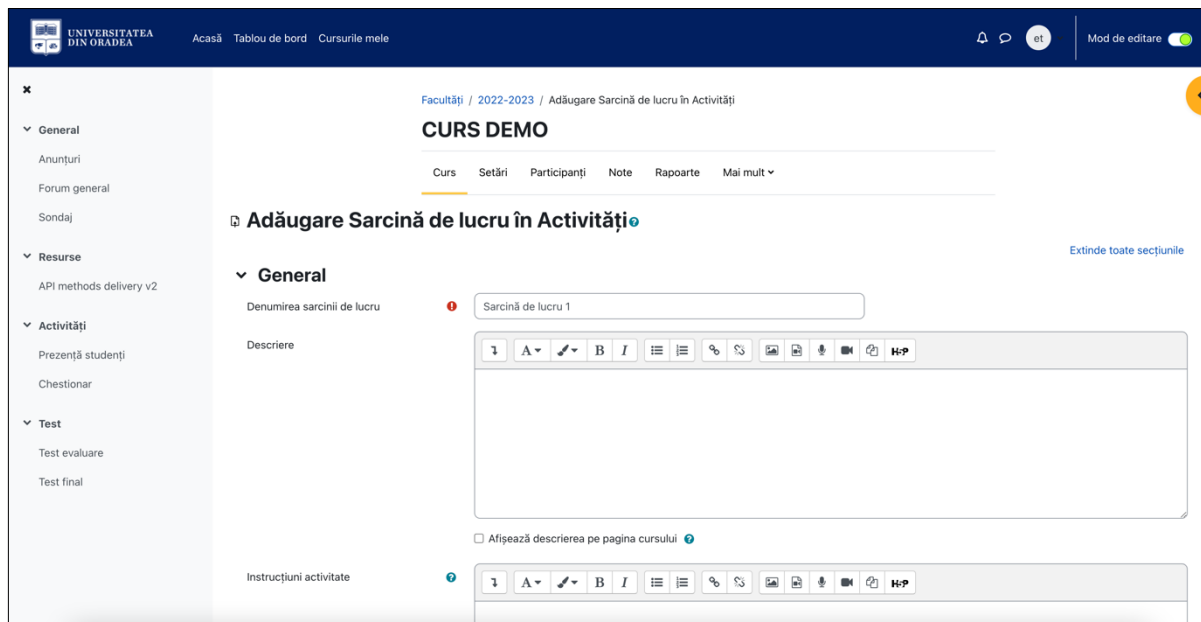 UNIVERSITATEA
DIN ORADEA
Acasă Tablou de bord Cursurile mele
et
Mod de editare
Facultăți / 2022-2023 / Adăugare Sarcină de lucru în Activități
CURS DEMO
Curs Setări Participanți Note Rapoarte Mai mult
General
Anunțuri
Forum general
Sondaj
Resurse
API methods delivery v2
Activități
Prezență studenți
Chestionar
Test
Test evaluare
Test final
Adăugare Sarcină de lucru în Activități
Extinde toate secțiunile
General
Denumirea sarcinii de lucru
Sarcină de lucru 1
Descriere
A B I H-P
Afișează descrierea pe pagina cursului
Instrucțiuni activitate
A B I H-P